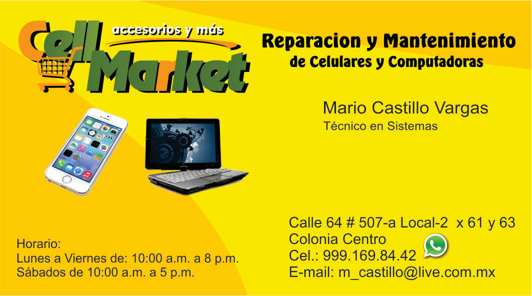 Cell Market
accesorios y más
Reparacion y Mantenimiento
de Celulares y Computadoras
Mario Castillo Vargas
Técnico en Sistemas
Calle 64 # 507-a Local-2 x 61 y 63
Colonia Centro
Cel.: 999.169.84.42
E-mail: m_castillo@live.com.mx
Horario:
Lunes a Viernes de: 10:00 a.m. a 8 p.m.
Sábados de 10:00 a.m. a 5 p.m.